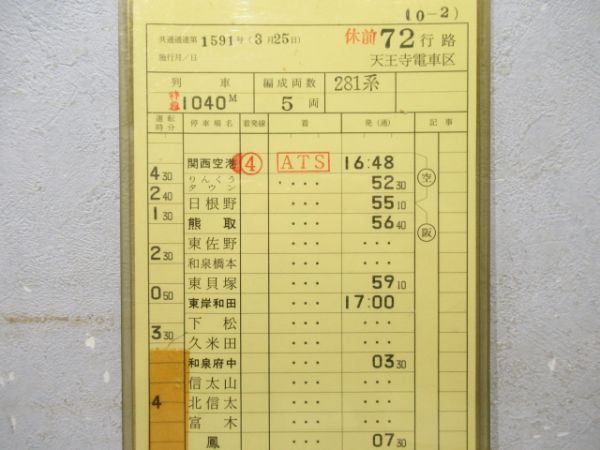 (0-2)
共通通達第1591号(3月25日) 休前72行路
施行月/日 天王寺電車区
列車 編成両数 281系
特急1040M 5両
運転時分 停車場名 着発線 着 発(通) 記事
関西空港 ④ ATS 16:48
4 30 りんくうタウン ・・・・ 52 30 空
2 40 日根野 ・・・ 55 10
1 30 熊取 ・・・ 56 40 阪
東佐野 ・・・ ・・・
2 30 和泉橋本 ・・・ ・・・
東貝塚 ・・・ 59 10
0 50 東岸和田 ・・・ 17:00
下松 ・・・ ・・・
3 30 久米田 ・・・ ・・・
和泉府中 ・・・ 03 30
信太山 ・・・ ・・・
4 北信太 ・・・ ・・・
富木 ・・・ ・・・
鳳 ・・・ 07 30